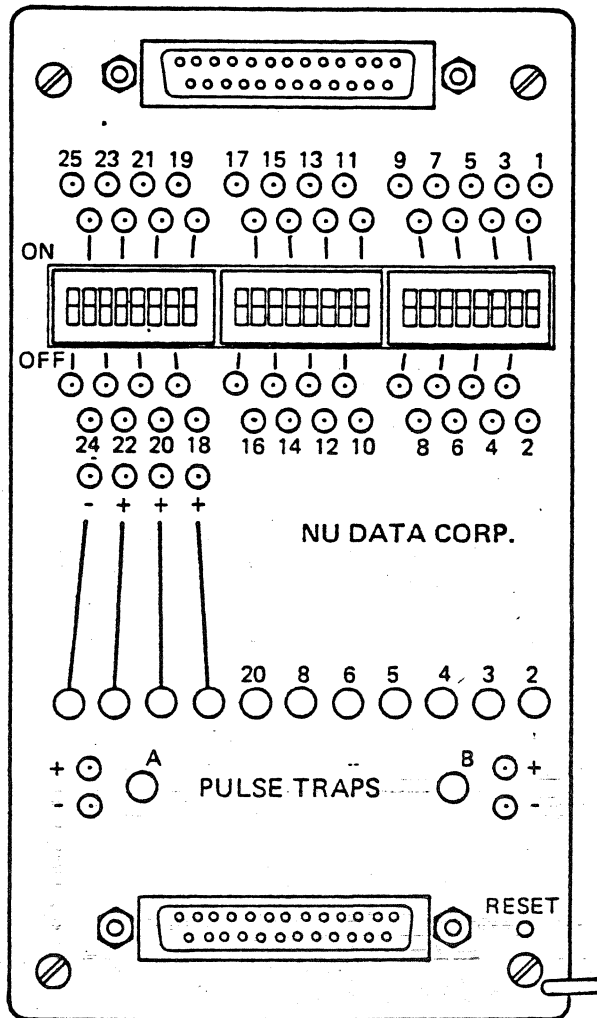 25 23 21 19 17 15 13 11 9 7 5 3 1
ON
OFF
24 22 20 18 16 14 12 10 8 6 4 2
- + + +
NU DATA CORP.
20 8 6 5 4 3 2
A B
+ +
PULSE TRAPS
- -
RESET